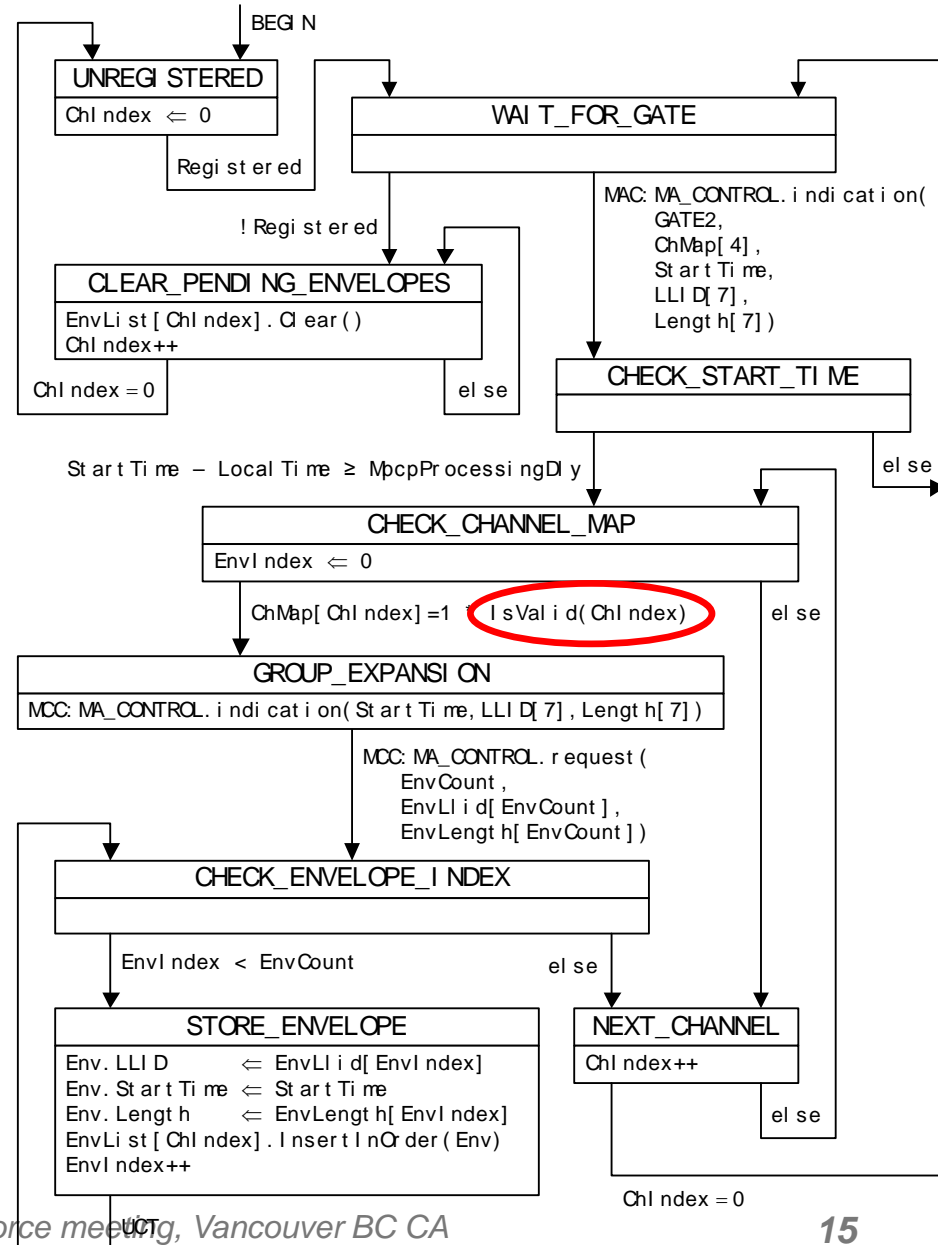 BEGIN
UNREGISTERED
ChIndex ⇐ 0
Registered
WAIT_FOR_GATE
!Registered
MAC:MA_CONTROL.indication(
GATE2,
ChMap[4],
StartTime,
LLID[7],
Length[7])
CLEAR_PENDING_ENVELOPES
EnvList[ChIndex].Clear()
ChIndex++
ChIndex = 0
else
CHECK_START_TIME
StartTime – LocalTime ≥ MpcpProcessingDly
else
CHECK_CHANNEL_MAP
EnvIndex ⇐ 0
ChMap[ChIndex]=1 * IsValid(ChIndex)
else
GROUP_EXPANSION
MCC:MA_CONTROL.indication(StartTime,LLID[7],Length[7])
MCC:MA_CONTROL.request(
EnvCount,
EnvLlid[EnvCount],
EnvLength[EnvCount])
CHECK_ENVELOPE_INDEX
EnvIndex < EnvCount
else
STORE_ENVELOPE
Env.LLID ⇐ EnvLlid[EnvIndex]
Env.StartTime ⇐ StartTime
Env.Length ⇐ EnvLength[EnvIndex]
EnvList[ChIndex].InsertInOrder(Env)
EnvIndex++
NEXT_CHANNEL
ChIndex++
else
ChIndex = 0
UCT
orce meeting, Vancouver BC CA
15